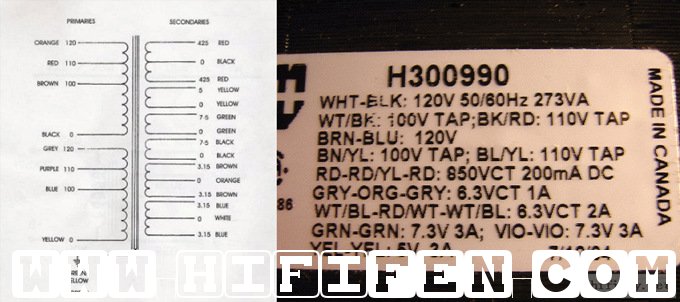 PRIMARIES
SECONDARIES
ORANGE 120
RED 110
BROWN 100
BLACK 0
GREY 120
PURPLE 110
BLUE 100
YELLOW 0
425 RED
0 BLACK
425 RED
5 YELLOW
0 YELLOW
7·5 GREEN
0 GREEN
7·5 BLACK
0 BLACK
3.15 BROWN
0 ORANGE
3.15 BROWN
3.15 BLUE
0 WHITE
3.15 BLUE
H300990
WHT-BLK: 120V 50/60Hz 273VA
WT/BK: 100V TAP;BK/RD: 110V TAP
BRN-BLU: 120V
BN/YL: 100V TAP; BL/YL: 110V TAP
RD-RD/YL-RD: 850VCT 200mA DC
GRY-ORG-GRY: 6.3VCT 1A
WT/BL-RD/WT-WT/BL: 6.3VCT 2A
GRN-GRN: 7.3V 3A; VIO-VIO: 7.3V 3A
YEL-YEL: 5V 3A
MADE IN CANADA
86
WWW HIFIFEN COM